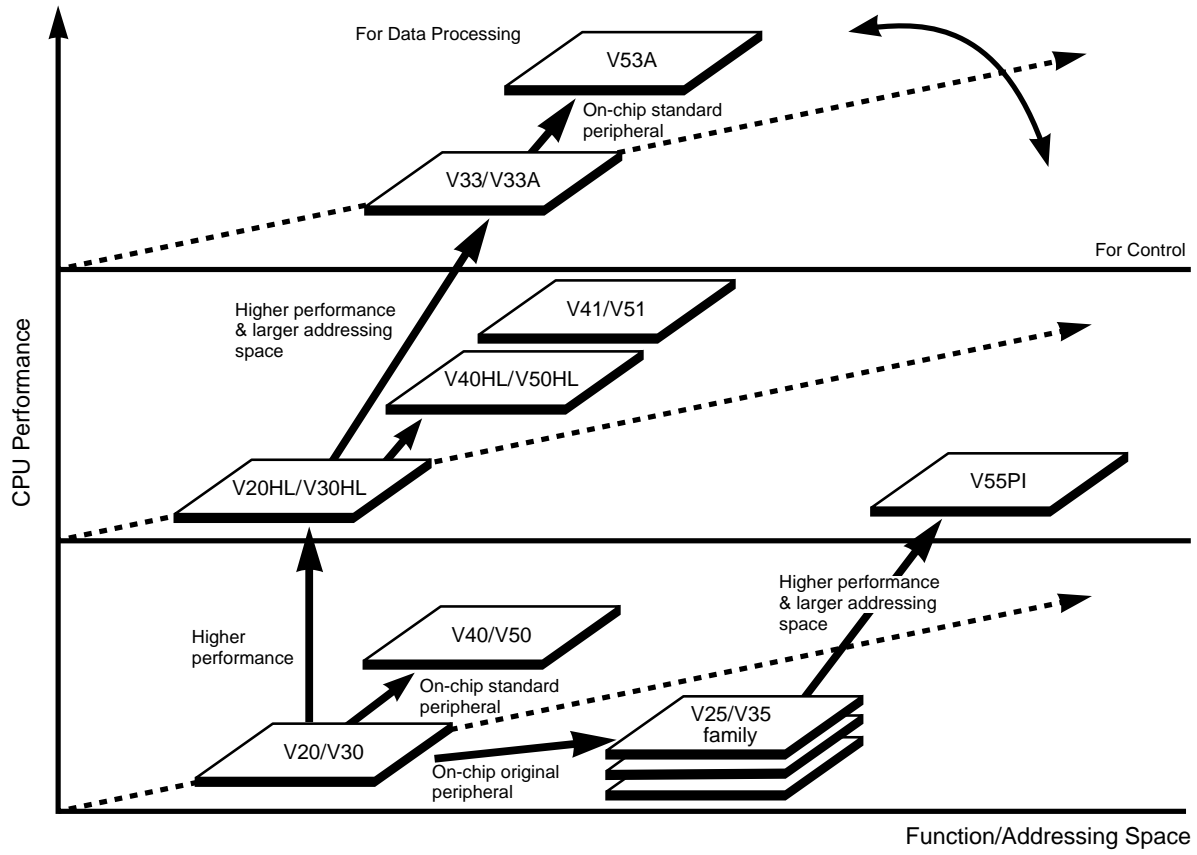 For Data Processing
V53A
On-chip standard
peripheral
V33/V33A
For Control
Higher performance
& larger addressing
space
V41/V51
V40HL/V50HL
V20HL/V30HL
V55PI
CPU Performance
Higher performance
& larger addressing
space
Higher
performance
V40/V50
On-chip standard
peripheral
V25/V35
family
V20/V30
On-chip original
peripheral
Function/Addressing Space